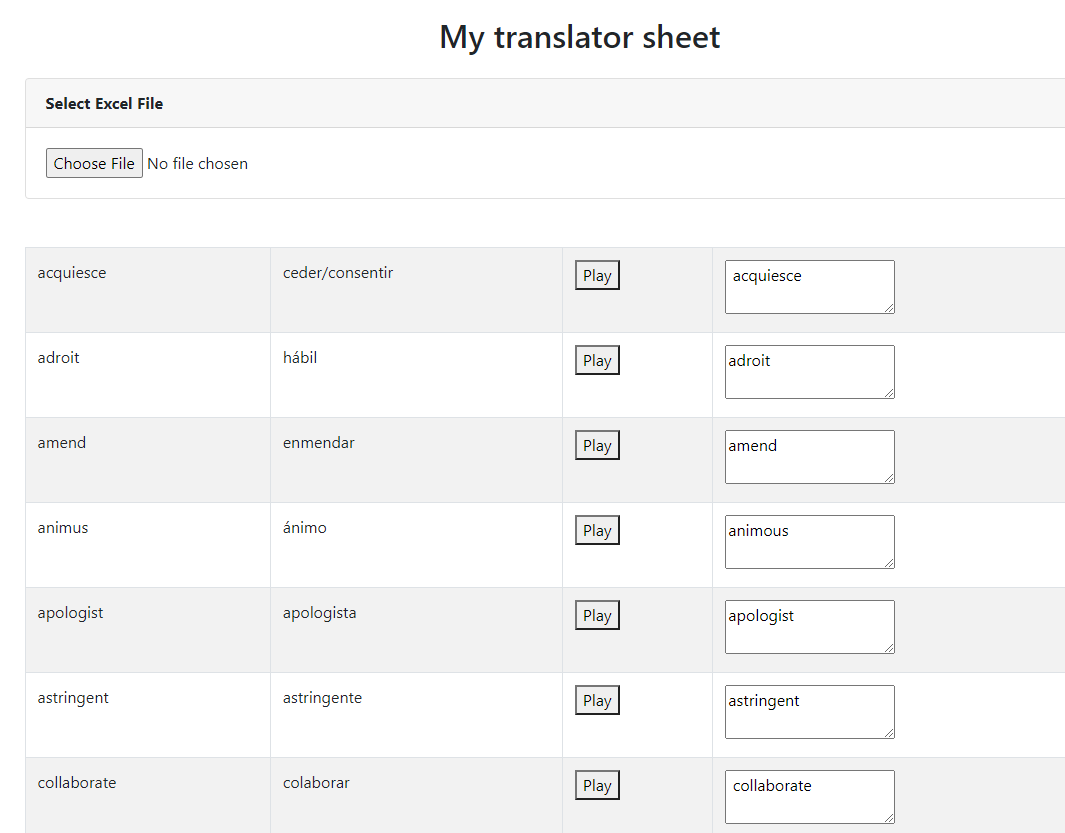 My translator sheet
Select Excel File
Choose File No file chosen
acquiesce ceder/consentir Play acquiesce
adroit hábil Play adroit
amend enmendar Play amend
animus ánimo Play animous
apologist apologista Play apologist
astringent astringente Play astringent
collaborate colaborar Play collaborate